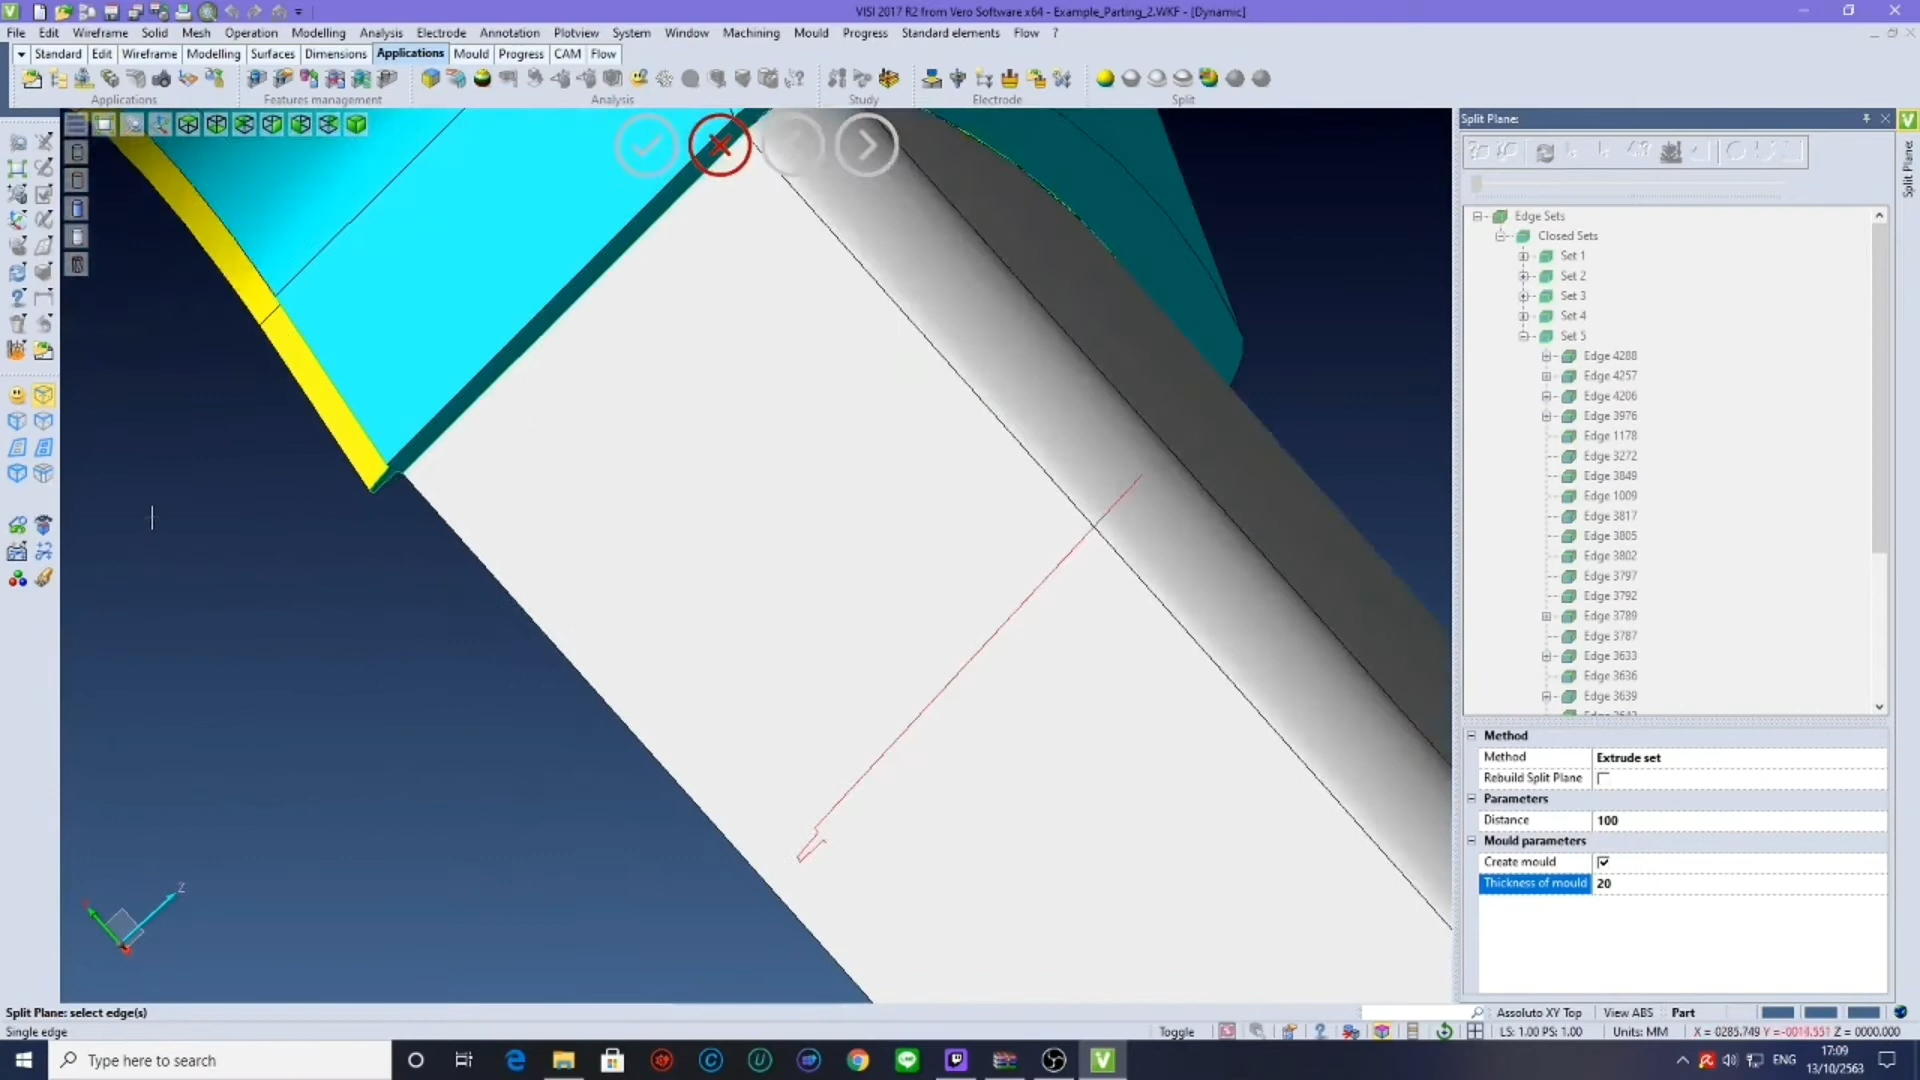 VISI 2017 R2 from Vero Software x64 - Example_Parting_2.WKF - [Dynamic]
File Edit Wireframe Solid Mesh Operation Modelling Analysis Electrode Annotation Plotview System Window Machining Mould Progress Standard elements Flow ?
Standard Edit Wireframe Modelling Surfaces Dimensions Applications Mould Progress CAM Flow
Applications Features management Analysis Study Electrode Split
Split Plane:
Split Plane:
Edge Sets
Closed Sets
Set 1
Set 2
Set 3
Set 4
Set 5
Edge 4288
Edge 4257
Edge 4206
Edge 3976
Edge 1178
Edge 3272
Edge 3849
Edge 1009
Edge 3817
Edge 3805
Edge 3802
Edge 3797
Edge 3792
Edge 3789
Edge 3787
Edge 3633
Edge 3636
Edge 3639
Method
Method Extrude set
Rebuild Split Plane
Parameters
Distance 100
Mould parameters
Create mould
Thickness of mould 20
Z
Split Plane: select edge(s)
Assoluto XY Top View ABS Part
Single edge
Toggle
LS: 1.00 PS: 1.00 Units: MM X = 0285.749 Y =-0014.551 Z = 0000.000
Type here to search
ENG
17:09
13/10/2563